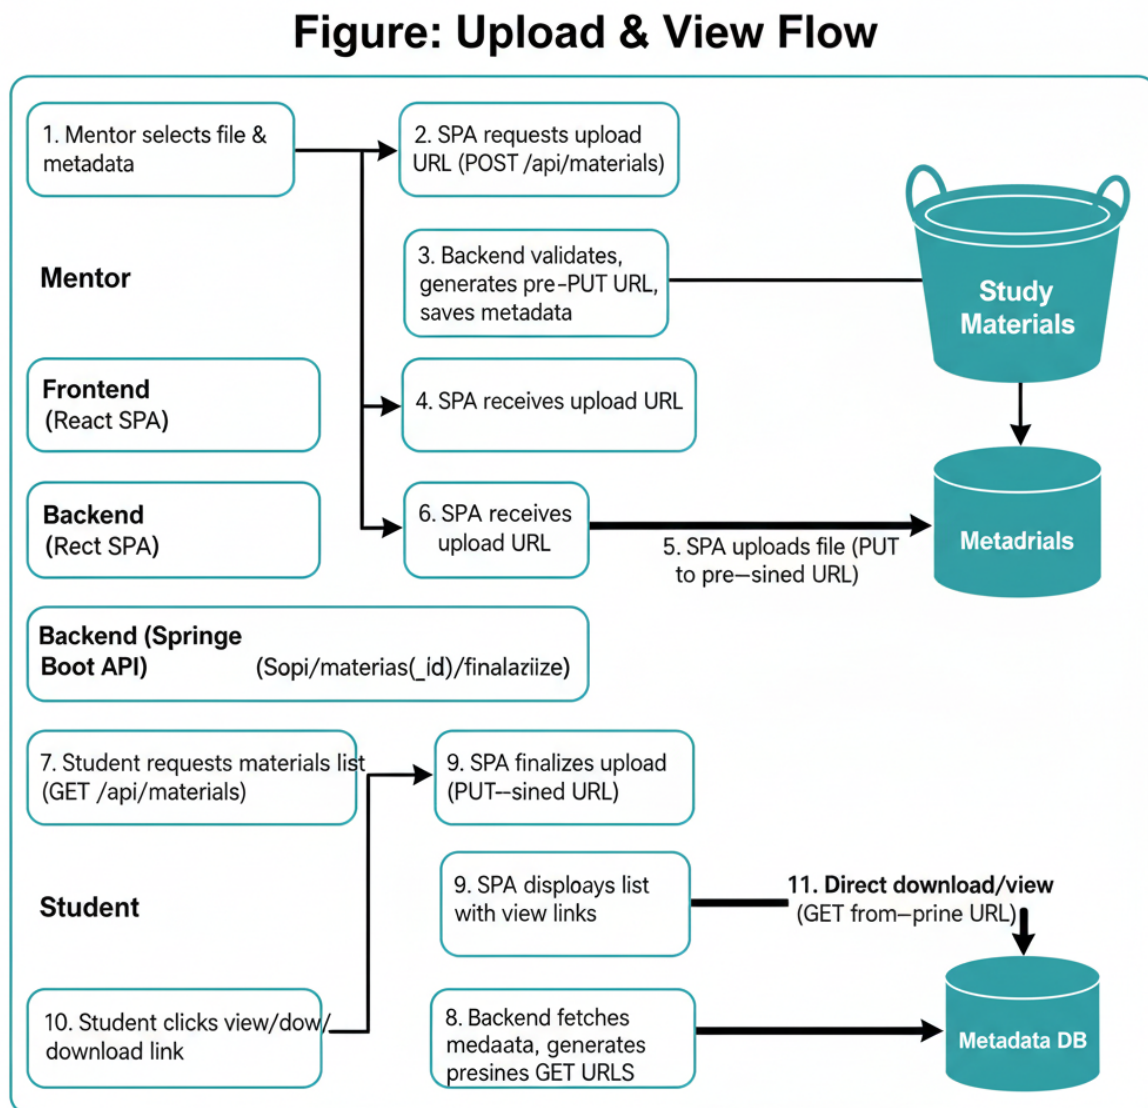 Figure: Upload & View Flow
1. Mentor selects file &
metadata
2. SPA requests upload
URL (POST /api/materials)
Mentor
3. Backend validates,
generates pre-PUT URL,
saves metadata
Study
Materials
Frontend
(React SPA)
4. SPA receives upload URL
Backend
(Rect SPA)
6. SPA receives
upload URL
5. SPA uploads file (PUT
to pre-sined URL)
Metadrials
Backend (Springe
Boot API)
(Sopi/materias(_id)/finalaziize)
7. Student requests materials list
(GET /api/materials)
9. SPA finalizes upload
(PUT--sined URL)
Student
9. SPA disploays list
with view links
11. Direct download/view
(GET from-prine URL)
10. Student clicks view/dow/
download link
8. Backend fetches
medaata, generates
presines GET URLS
Metadata DB